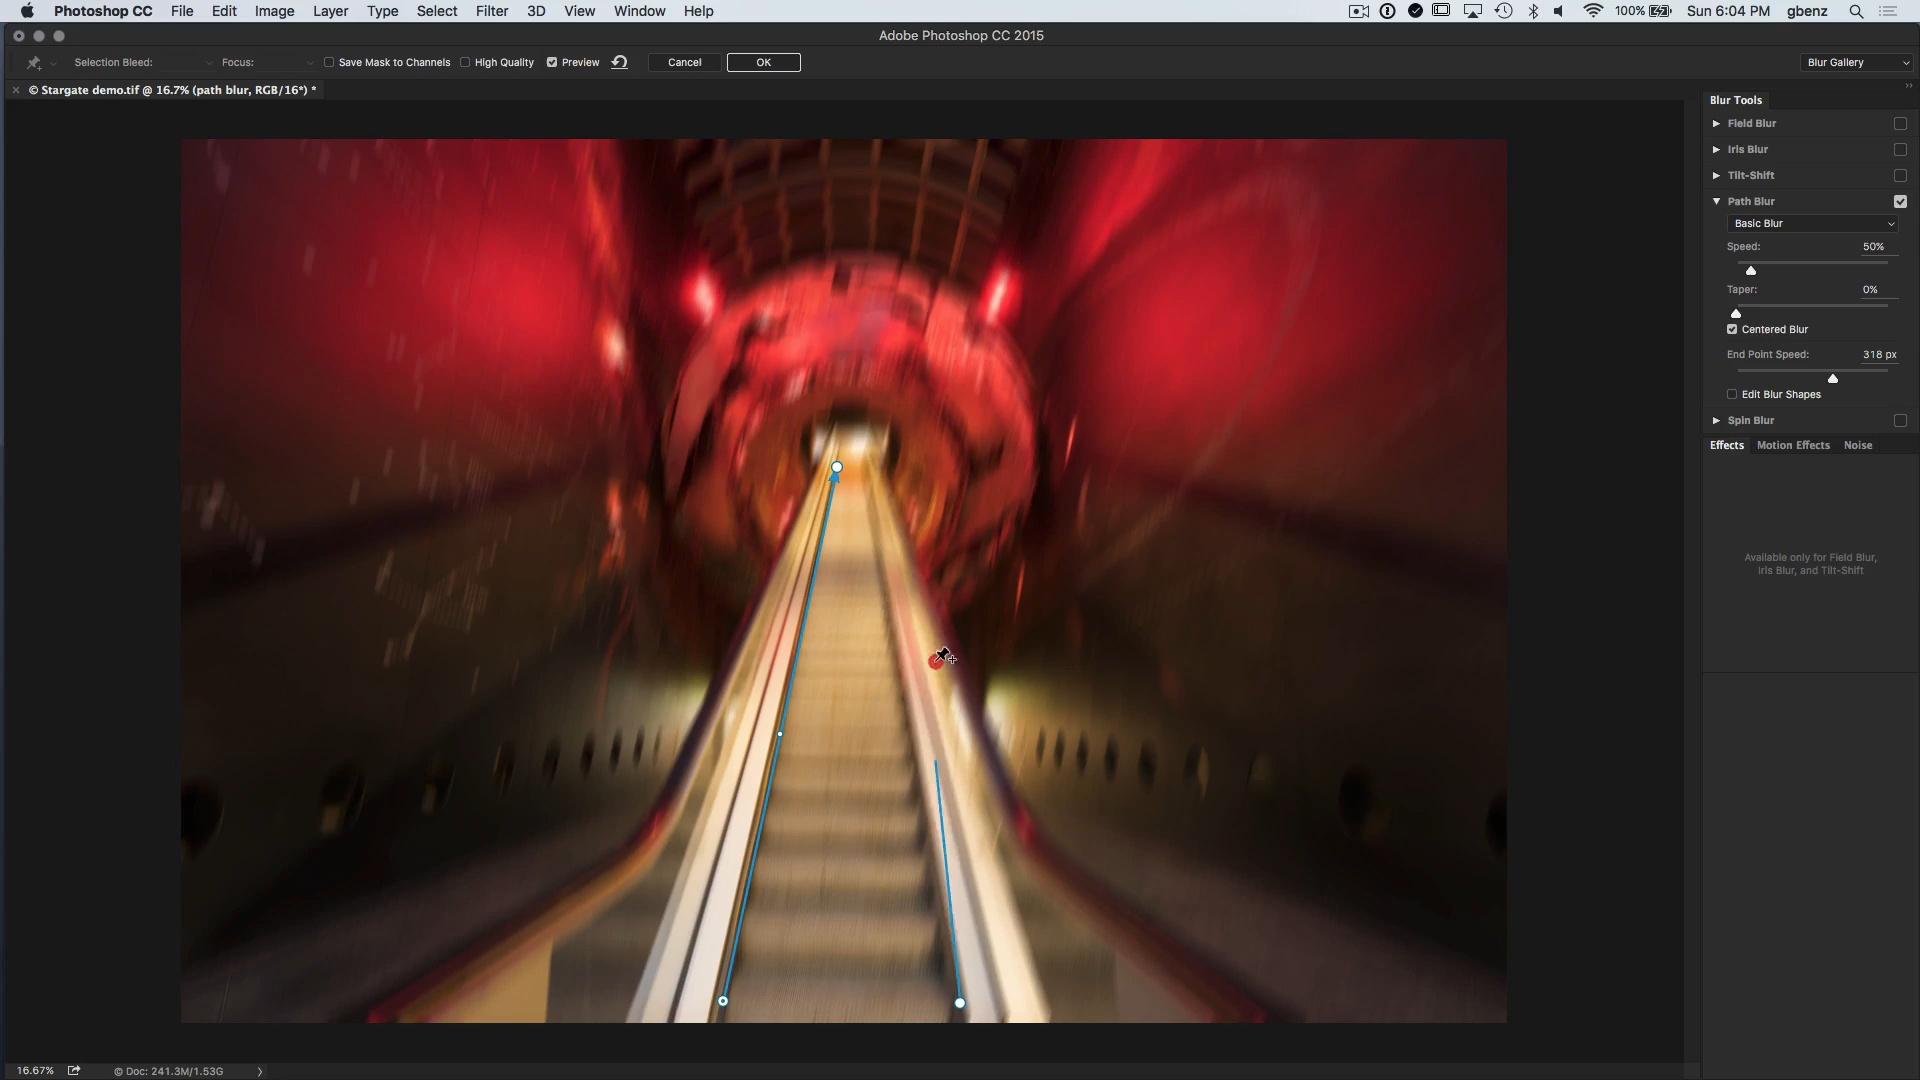 Photoshop CC File Edit Image Layer Type Select Filter 3D View Window Help 100% Sun 6:04 PM gbenz
Adobe Photoshop CC 2015
Selection Bleed: Focus: Save Mask to Channels High Quality Preview Cancel OK Blur Gallery
© Stargate demo.tif @ 16.7% (path blur, RGB/16*) *
Blur Tools
Field Blur
Iris Blur
Tilt-Shift
Path Blur
Basic Blur
Speed: 50%
Taper: 0%
Centered Blur
End Point Speed: 318 px
Edit Blur Shapes
Spin Blur
Effects Motion Effects Noise
Available only for Field Blur,
Iris Blur, and Tilt-Shift
16.67% © Doc: 241.3M/1.53G